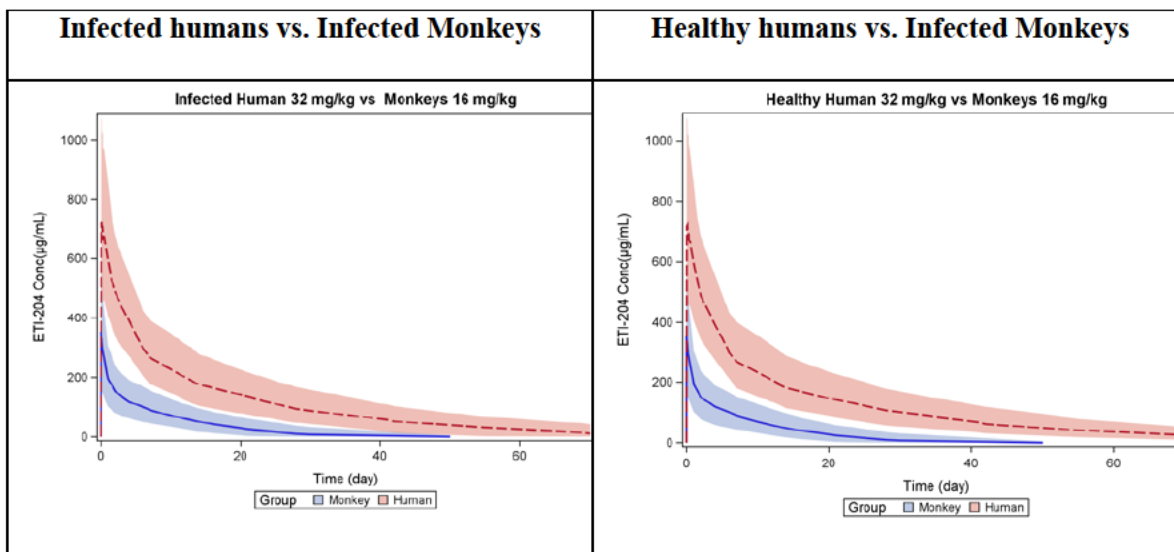 Infected humans vs. Infected Monkeys
Healthy humans vs. Infected Monkeys
Infected Human 32 mg/kg vs Monkeys 16 mg/kg
ETI-204 Conc(µg/mL)
1000
800
600
400
200
0
0
20
40
60
Time (day)
Group Monkey Human
Healthy Human 32 mg/kg vs Monkeys 16 mg/kg
ETI-204 Conc(µg/mL)
1000
800
600
400
200
0
0
20
40
60
Time (day)
Group Monkey Human